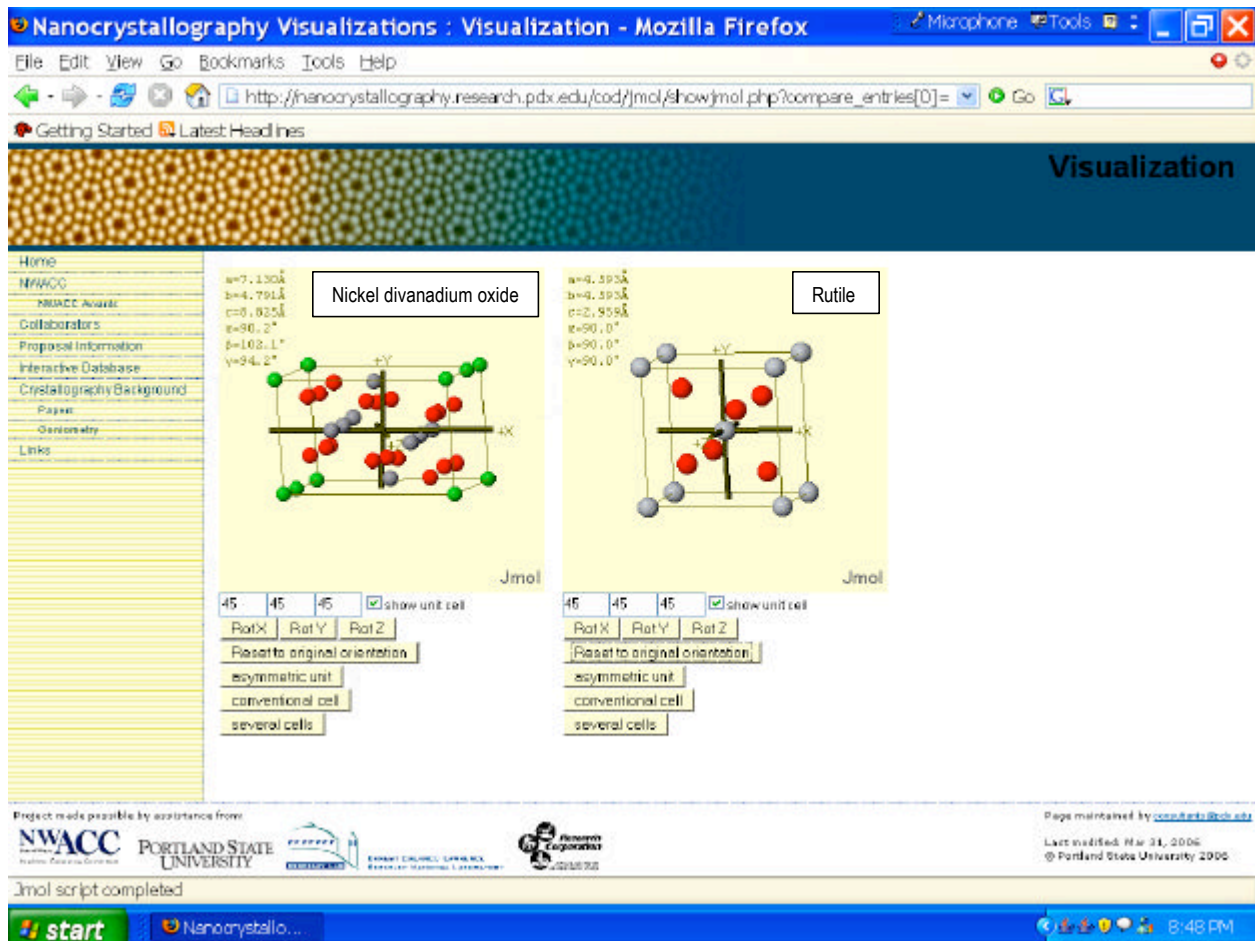 Nanocrystallography Visualizations : Visualization - Mozilla Firefox
Microphone Tools
File Edit View Go Bookmarks Tools Help
http://nanocrystallography.research.pdx.edu/cod/jmol/showjmol.php?compare_entries[0]= Go
Getting Started Latest Headlines
Visualization
Home
NWACC
NWACC Awards
Collaborators
Proposal Information
Interactive Database
Crystallography Background
Papers
Goniometry
Links
a=7.130Å
b=4.791Å
c=8.825Å
α=90.2°
β=102.1°
γ=94.2°
Nickel divanadium oxide
+Y
+X
+Z
Jmol
a=4.593Å
b=4.593Å
c=2.959Å
α=90.0°
β=90.0°
γ=90.0°
Rutile
+Y
+X
+Z
Jmol
45 45 45 show unit cell
RotX RotY RotZ
Reset to original orientation
asymmetric unit
conventional cell
several cells
45 45 45 show unit cell
RotX RotY RotZ
Reset to original orientation
asymmetric unit
conventional cell
several cells
Project made possible by assistance from:
NWACC
PORTLAND STATE
UNIVERSITY
Research
Corporation
Page maintained by
Last modified: Mar 31, 2006
© Portland State University 2006
Jmol script completed
start Nanocrystallo... 8:48 PM